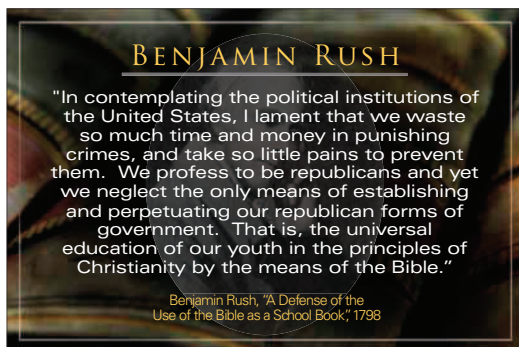 BENJAMIN RUSH
"In contemplating the political institutions of
the United States, I lament that we waste
so much time and money in punishing
crimes, and take so little pains to prevent
them.  We profess to be republicans and yet
we neglect the only means of establishing
and perpetuating our republican forms of
government.  That is, the universal
education of our youth in the principles of
Christianity by the means of the Bible.”
Benjamin Rush, “A Defense of the
Use of the Bible as a School Book”, 1798